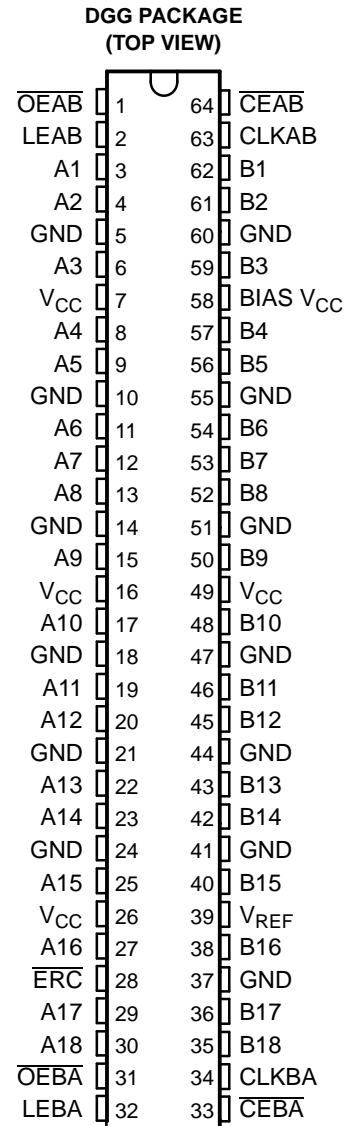 DGG PACKAGE
(TOP VIEW)
OEAB 1 64 CEAB
LEAB 2 63 CLKAB
A1 3 62 B1
A2 4 61 B2
GND 5 60 GND
A3 6 59 B3
VCC 7 58 BIAS VCC
A4 8 57 B4
A5 9 56 B5
GND 10 55 GND
A6 11 54 B6
A7 12 53 B7
A8 13 52 B8
GND 14 51 GND
A9 15 50 B9
VCC 16 49 VCC
A10 17 48 B10
GND 18 47 GND
A11 19 46 B11
A12 20 45 B12
GND 21 44 GND
A13 22 43 B13
A14 23 42 B14
GND 24 41 GND
A15 25 40 B15
VCC 26 39 VREF
A16 27 38 B16
ERC 28 37 GND
A17 29 36 B17
A18 30 35 B18
OEBA 31 34 CLKBA
LEBA 32 33 CEBA